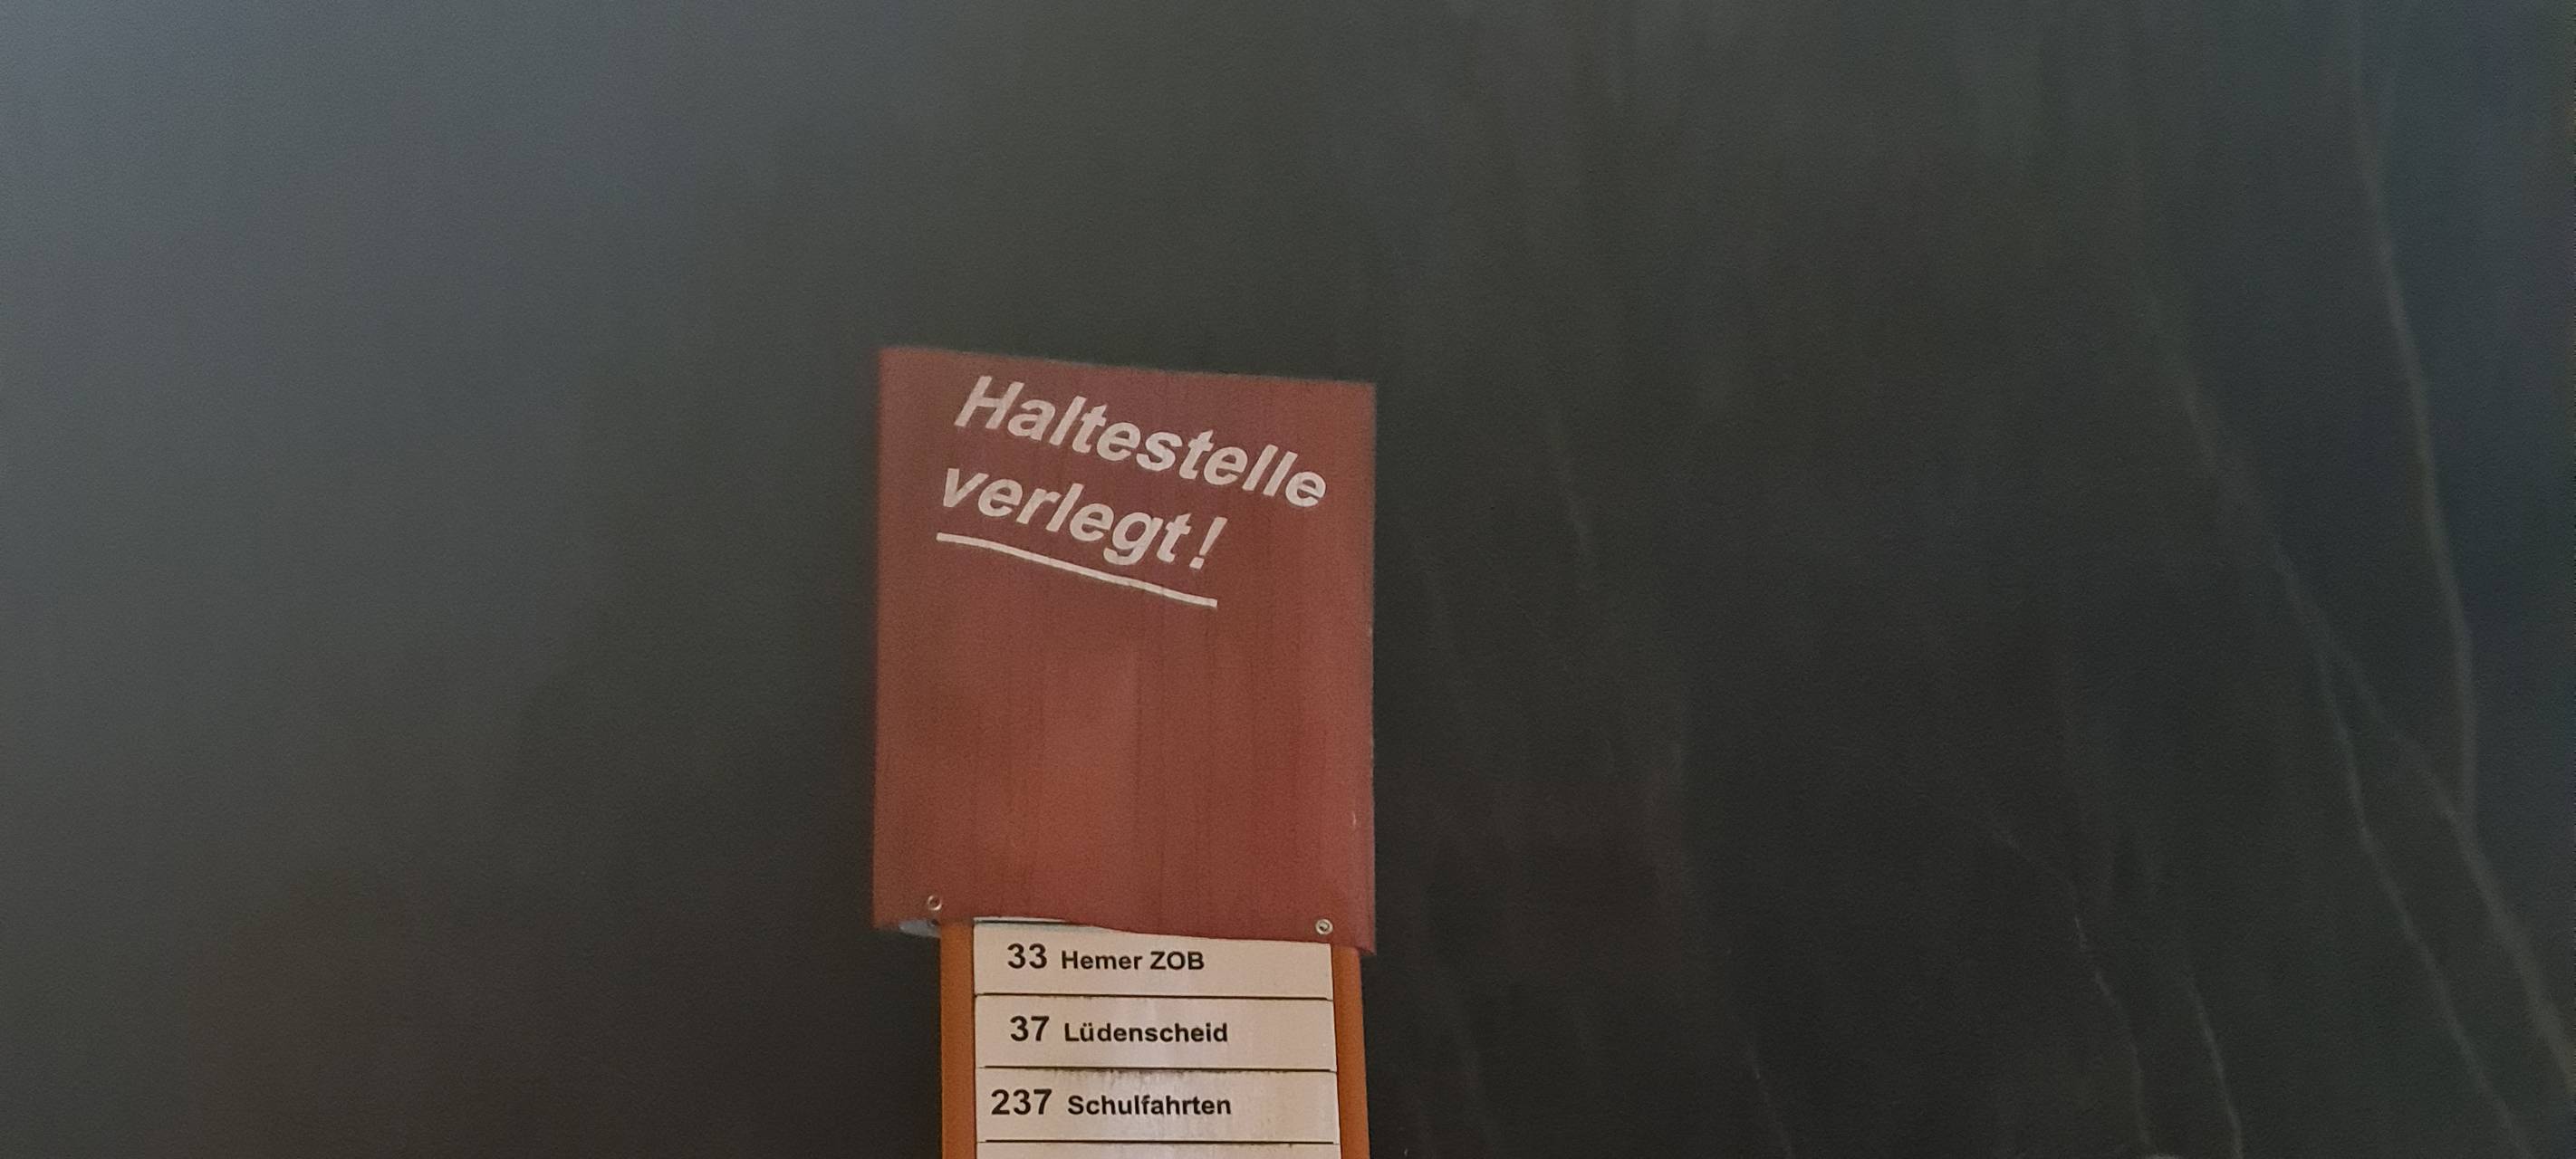 Haltestelle
verlegt!
33 Hemer ZOB
37 Lüdenscheid
237 Schulfahrten